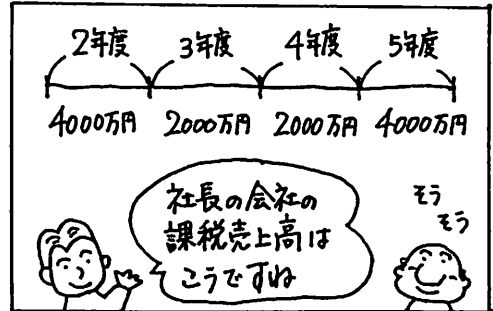 2年度 3年度 4年度 5年度
4000万円 2000万円 2000万円 4000万円
社長の会社の
課税売上高は
こうですね
そう
そう